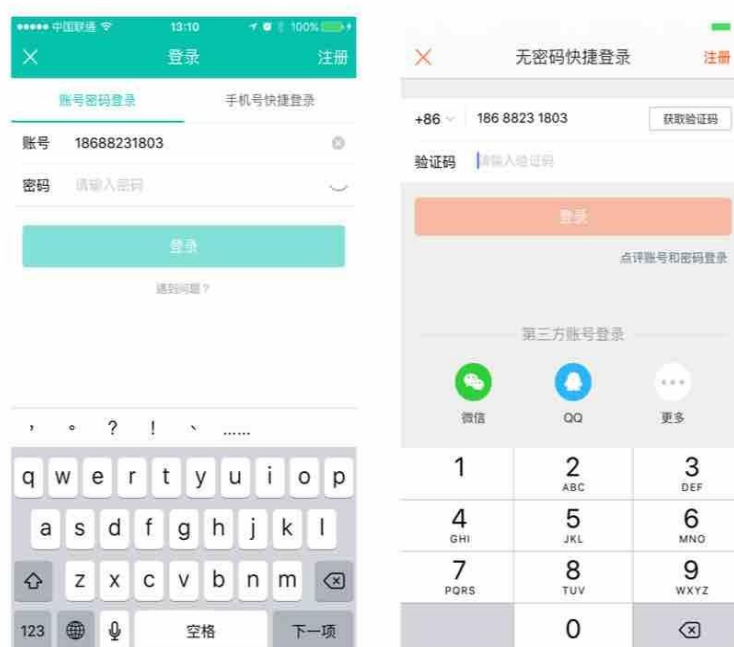 中国联通 13:10 100%
登录 注册
账号密码登录 手机号快捷登录
账号 18688231803
密码 请输入密码
登录
遇到问题?
, 。 ? ! 、 ……
q w e r t y u i o p
a s d f g h j k l
z x c v b n m
123 空格 下一项
无密码快捷登录 注册
+86 186 8823 1803 获取验证码
验证码 请输入验证码
登录
点评账号和密码登录
第三方账号登录
微信 QQ 更多
1 2 3
ABC DEF
4 5 6
GHI JKL MNO
7 8 9
PQRS TUV WXYZ
0